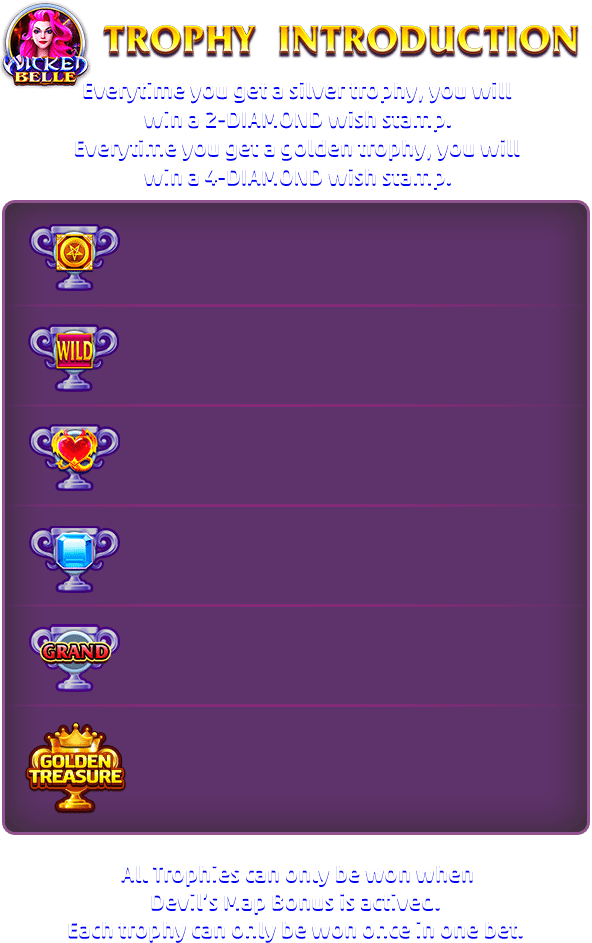 WICKED
BELLE
TROPHY INTRODUCTION
Everytime you get a silver trophy, you will
win a 2-DIAMOND wish stamp.
Everytime you get a golden trophy, you will
win a 4-DIAMOND wish stamp.
WILD
GRAND
GOLDEN
TREASURE
All Trophies can only be won when
Devil's Map Bonus is actived.
Each trophy can only be won once in one bet.